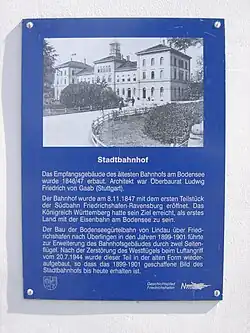 Stadtbahnhof
Das Empfangsgebäude des ältesten Bahnhofs am Bodensee
wurde 1846/47 erbaut. Architekt war Oberbaurat Ludwig
Friedrich von Gaab (Stuttgart).
Der Bahnhof wurde am 8.11.1847 mit dem ersten Teilstück
der Südbahn Friedrichshafen-Ravensburg eröffnet. Das
Königreich Württemberg hatte sein Ziel erreicht, als erstes
Land mit der Eisenbahn am Bodensee zu sein.
Der Bau der Bodenseegürtelbahn von Lindau über Fried-
richshafen nach Überlingen in den Jahren 1899-1901 führte
zur Erweiterung des Bahnhofsgebäudes durch zwei Seiten-
flügel. Nach der Zerstörung des Westflügels beim Luftangriff
vom 20.7.1944 wurde dieser Teil in der alten Form wieder-
aufgebaut, so dass das 1899-1901 geschaffene Bild des
Stadtbahnhofs bis heute erhalten ist.
Geschichtspfad
Friedrichshafen